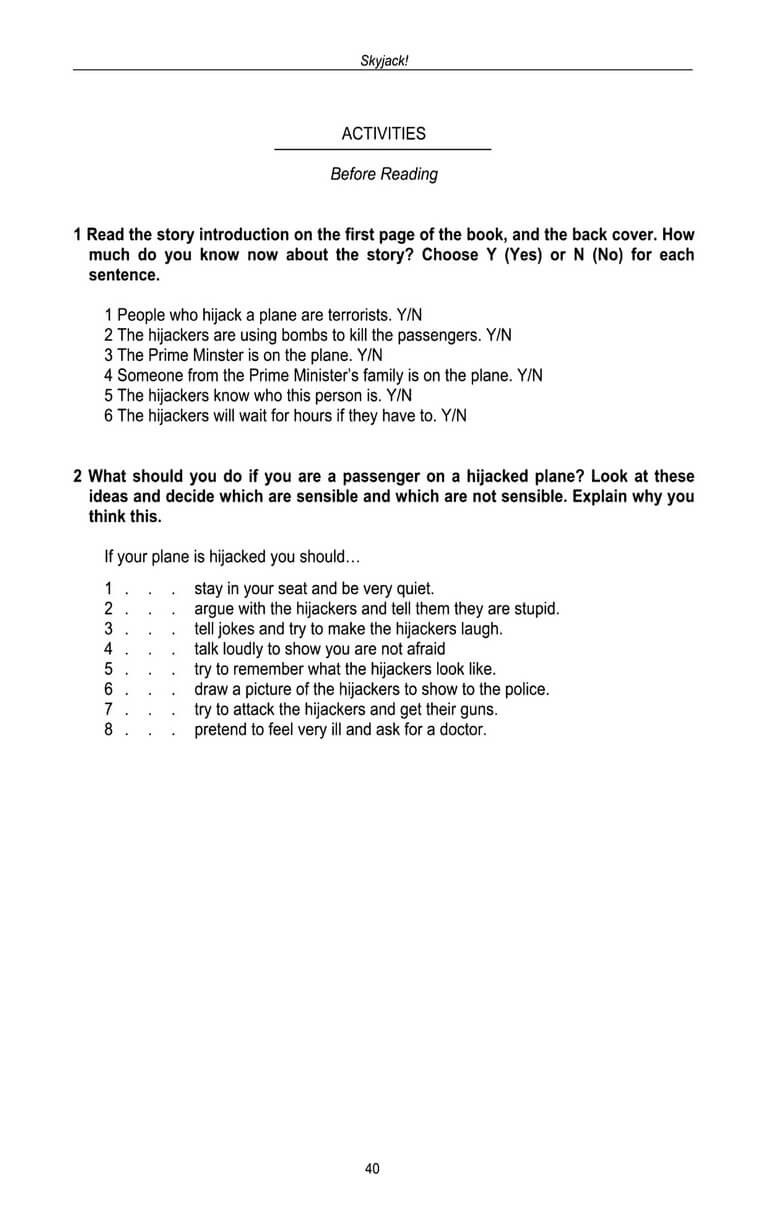 Skyjack!
ACTIVITIES
Before Reading
1 Read the story introduction on the first page of the book, and the back cover. How
much do you know now about the story? Choose Y (Yes) or N (No) for each
sentence.
1 People who hijack a plane are terrorists. Y/N
2 The hijackers are using bombs to kill the passengers. Y/N
3 The Prime Minster is on the plane. Y/N
4 Someone from the Prime Minister’s family is on the plane. Y/N
5 The hijackers know who this person is. Y/N
6 The hijackers will wait for hours if they have to. Y/N
2 What should you do if you are a passenger on a hijacked plane? Look at these
ideas and decide which are sensible and which are not sensible. Explain why you
think this.
If your plane is hijacked you should…
1 . . . stay in your seat and be very quiet.
2 . . . argue with the hijackers and tell them they are stupid.
3 . . . tell jokes and try to make the hijackers laugh.
4 . . . talk loudly to show you are not afraid
5 . . . try to remember what the hijackers look like.
6 . . . draw a picture of the hijackers to show to the police.
7 . . . try to attack the hijackers and get their guns.
8 . . . pretend to feel very ill and ask for a doctor.
40